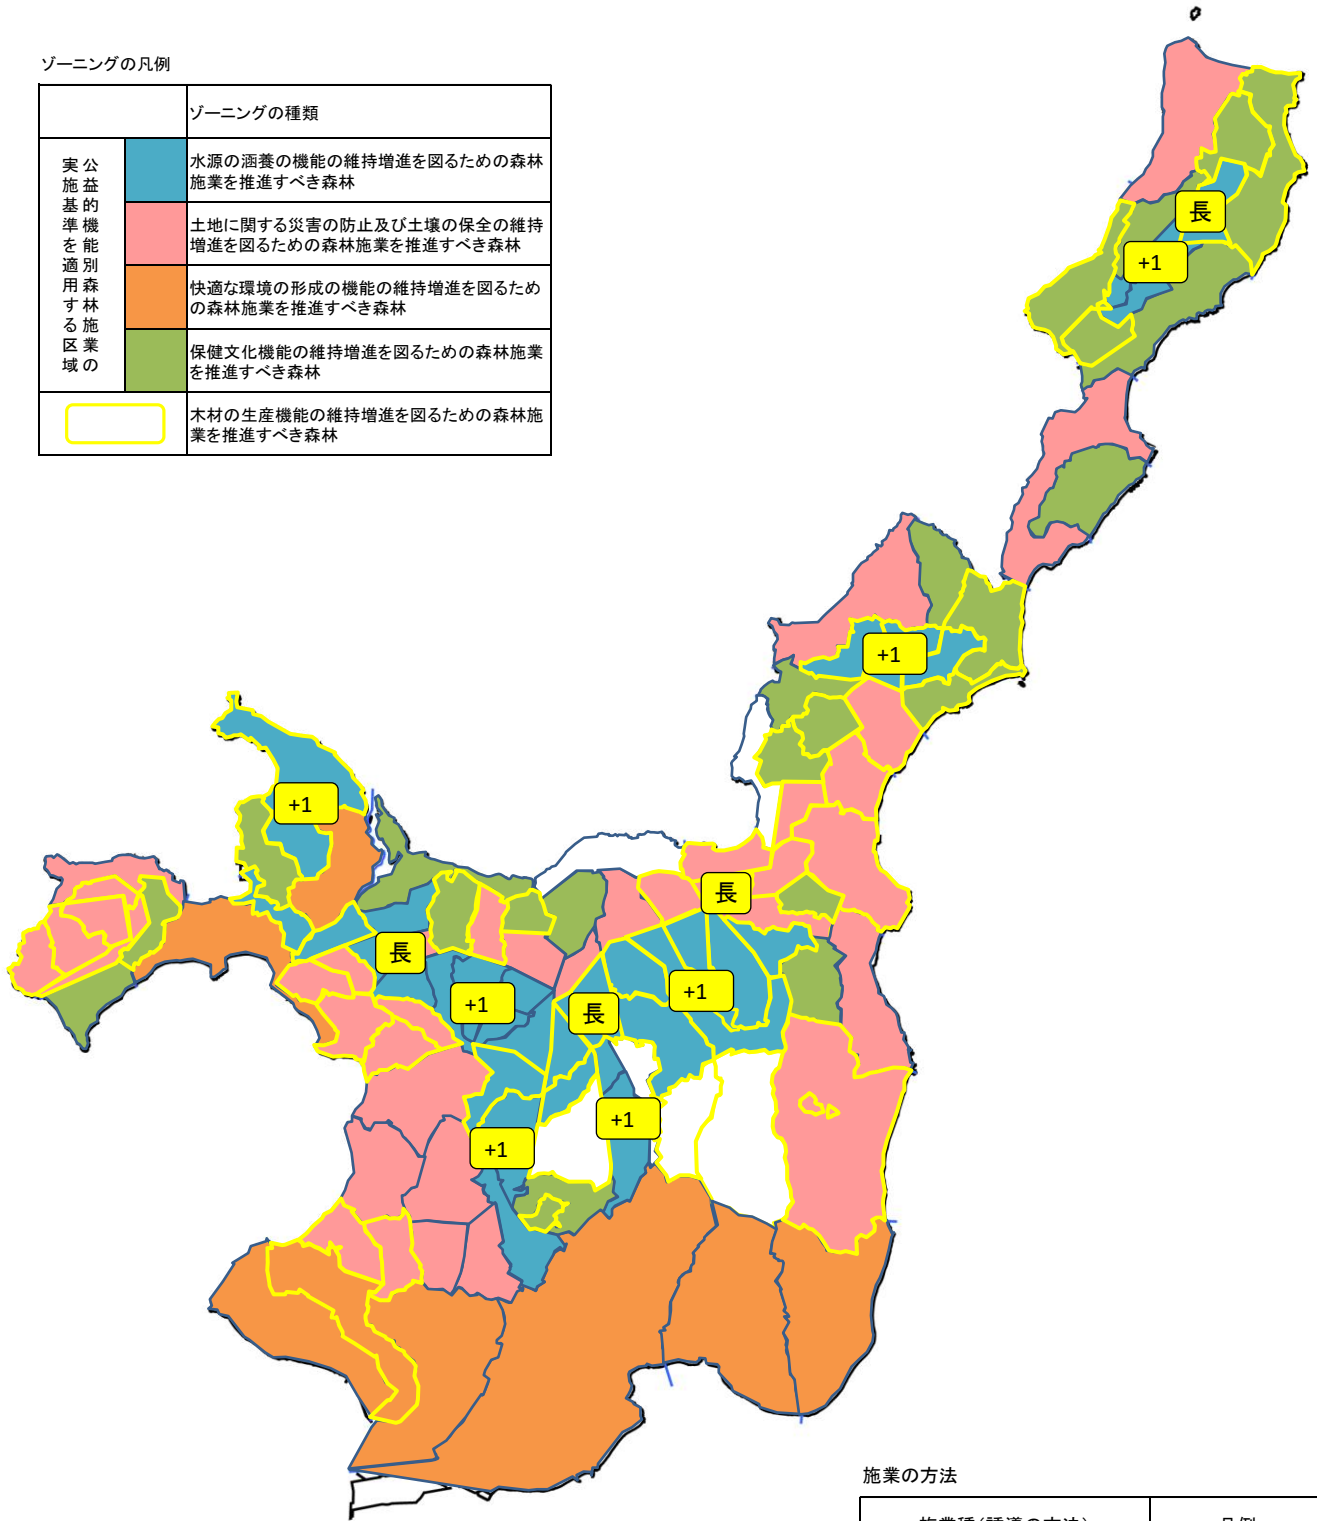 ゾーニングの凡例
ゾーニングの種類
公益的機能別森林施業の
実施基準を適用する区域
水源の涵養の機能の維持増進を図るための森林
施業を推進すべき森林
土地に関する災害の防止及び土壌の保全の維持
増進を図るための森林施業を推進すべき森林
快適な環境の形成の機能の維持増進を図るため
の森林施業を推進すべき森林
保健文化機能の維持増進を図るための森林施業
を推進すべき森林
木材の生産機能の維持増進を図るための森林施
業を推進すべき森林
長
+1
+1
+1
長
長
+1
+1
長
+1
+1
施業の方法
施業種(誘導の方法)
凡例